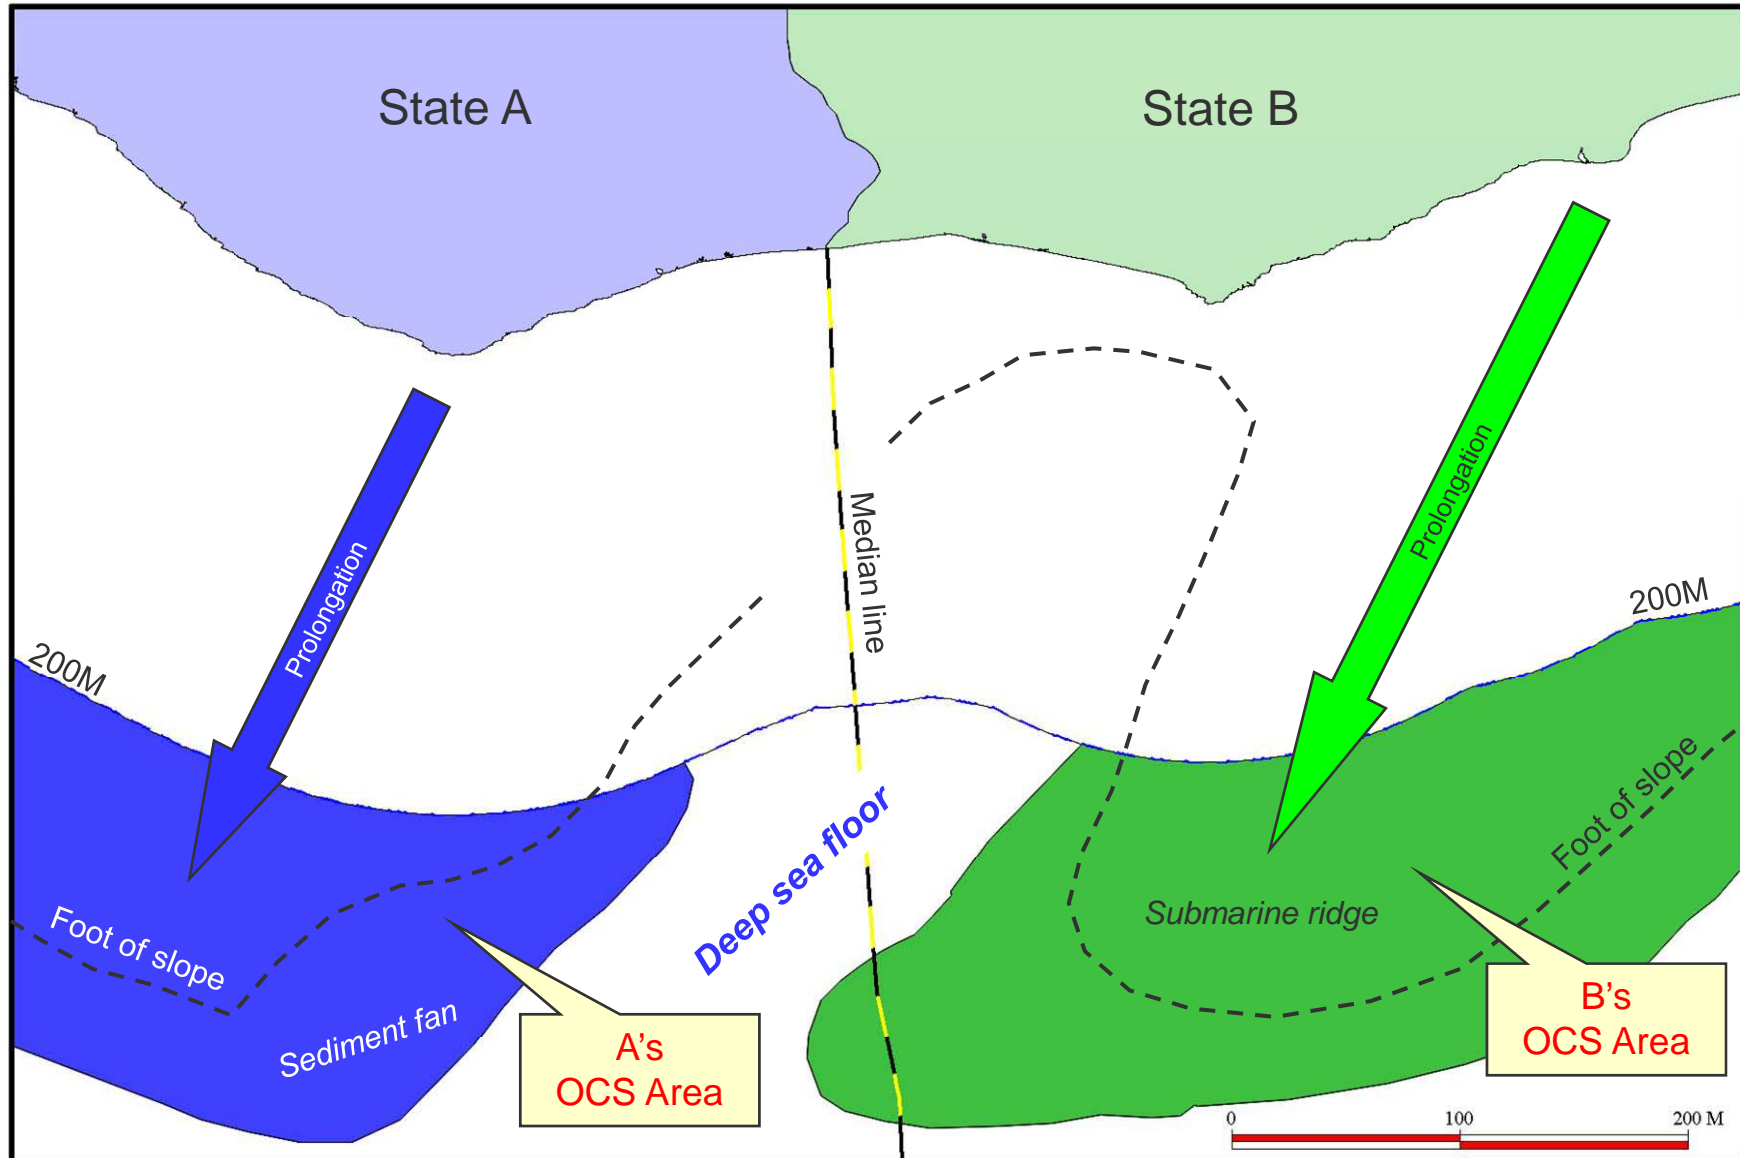 State A
State B
Prolongation
Prolongation
Median line
200M
200M
Deep sea floor
Foot of slope
Foot of slope
Submarine ridge
Sediment fan
A's
OCS Area
B's
OCS Area
0 100 200 M